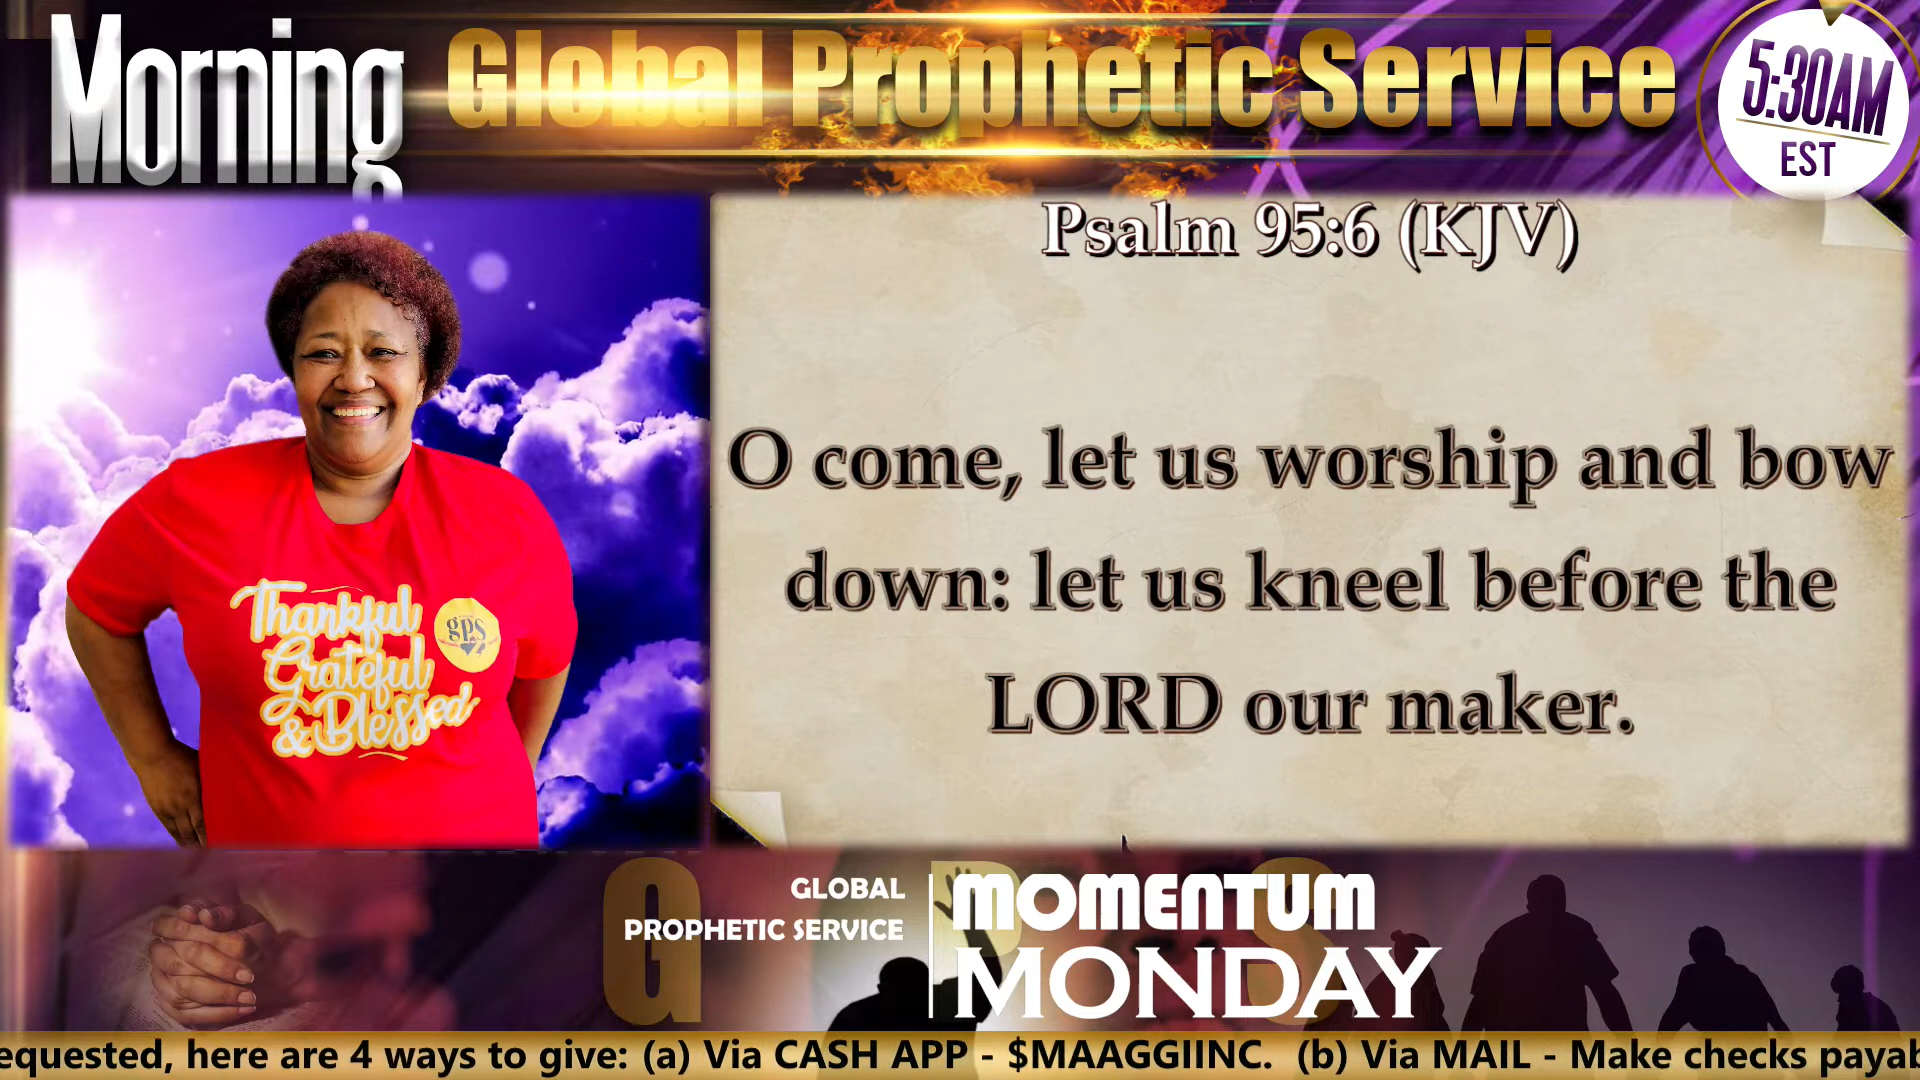 Morning
Global Prophetic Service
5:30AM
EST
Psalm 95:6 (KJV)
O come, let us worship and bow
down: let us kneel before the
LORD our maker.
Thankful
Grateful
& Blessed
gps
G P S
GLOBAL
PROPHETIC SERVICE
MOMENTUM
MONDAY
equested, here are 4 ways to give: (a) Via CASH APP - $MAAGGIINC. (b) Via MAIL - Make checks payab